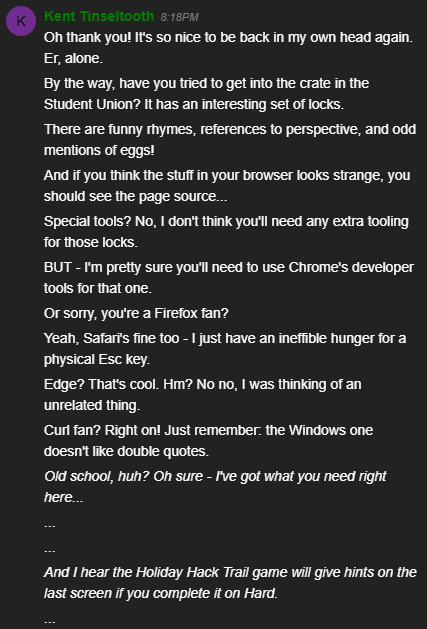 K
Kent Tinseltooth 8:18PM
Oh thank you! It's so nice to be back in my own head again.
Er, alone.
By the way, have you tried to get into the crate in the
Student Union? It has an interesting set of locks.
There are funny rhymes, references to perspective, and odd
mentions of eggs!
And if you think the stuff in your browser looks strange, you
should see the page source...
Special tools? No, I don't think you'll need any extra tooling
for those locks.
BUT - I'm pretty sure you'll need to use Chrome's developer
tools for that one.
Or sorry, you're a Firefox fan?
Yeah, Safari's fine too - I just have an ineffible hunger for a
physical Esc key.
Edge? That's cool. Hm? No no, I was thinking of an
unrelated thing.
Curl fan? Right on! Just remember: the Windows one
doesn't like double quotes.
Old school, huh? Oh sure - I've got what you need right
here...
...
...
And I hear the Holiday Hack Trail game will give hints on the
last screen if you complete it on Hard.
...